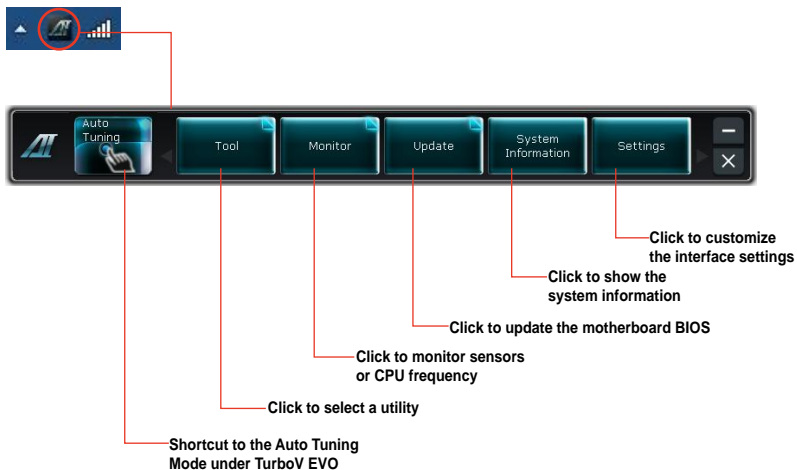 Auto
Tuning
Tool
Monitor
Update
System
Information
Settings
Click to customize
the interface settings
Click to show the
system information
Click to update the motherboard BIOS
Click to monitor sensors
or CPU frequency
Click to select a utility
Shortcut to the Auto Tuning
Mode under TurboV EVO